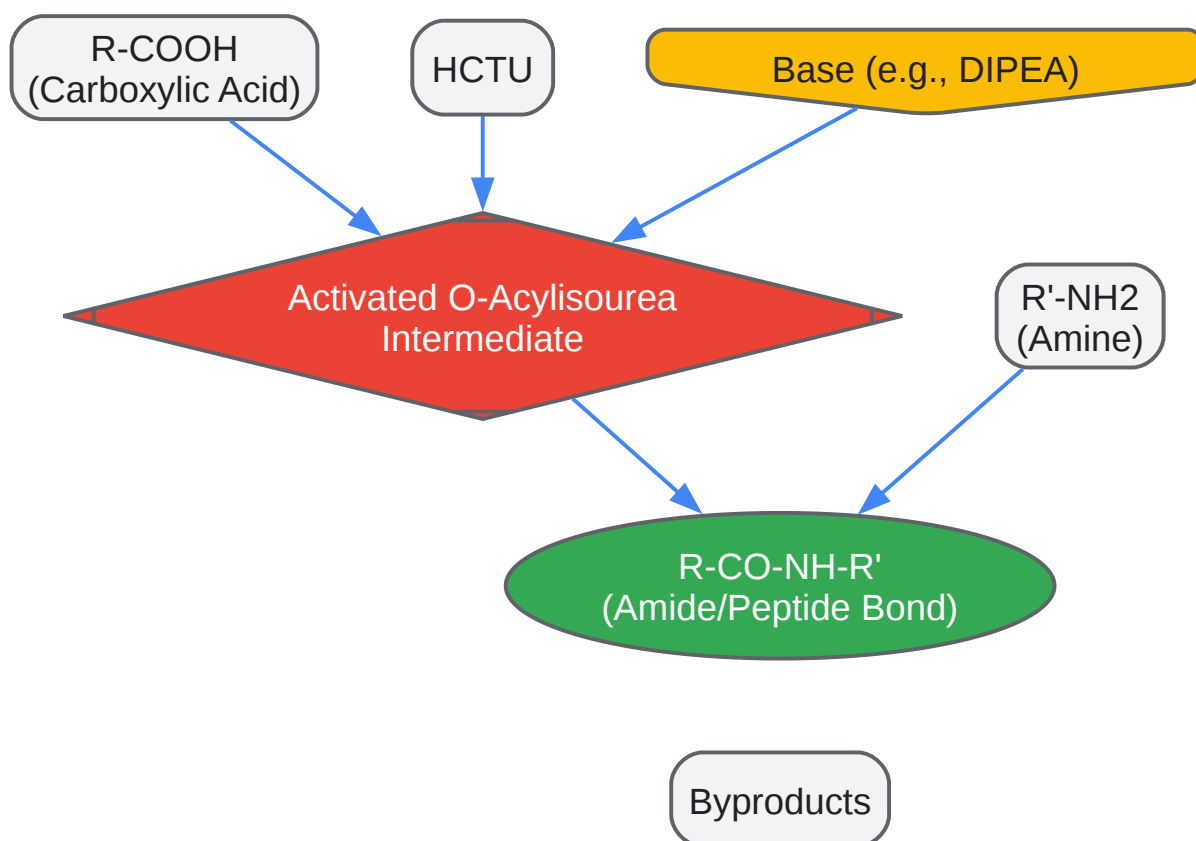 R-COOH
(Carboxylic Acid)
HCTU
Base (e.g., DIPEA)
Activated O-Acylisourea
Intermediate
R'-NH2
(Amine)
R-CO-NH-R'
(Amide/Peptide Bond)
Byproducts